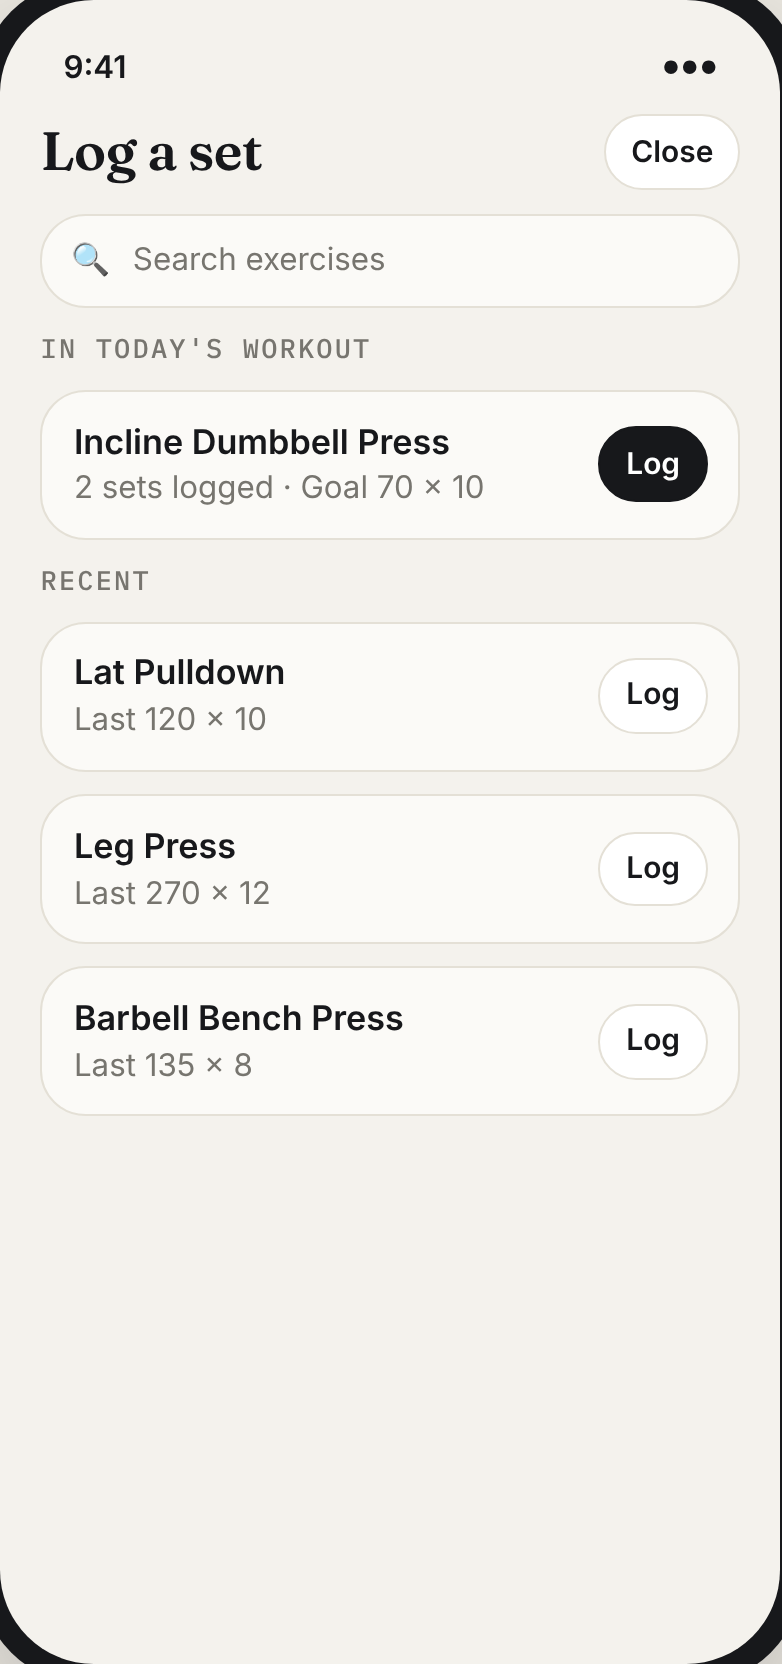 9:41
Log a set
Close
Search exercises
IN TODAY'S WORKOUT
Incline Dumbbell Press
2 sets logged · Goal 70 × 10
Log
RECENT
Lat Pulldown
Last 120 × 10
Log
Leg Press
Last 270 × 12
Log
Barbell Bench Press
Last 135 × 8
Log